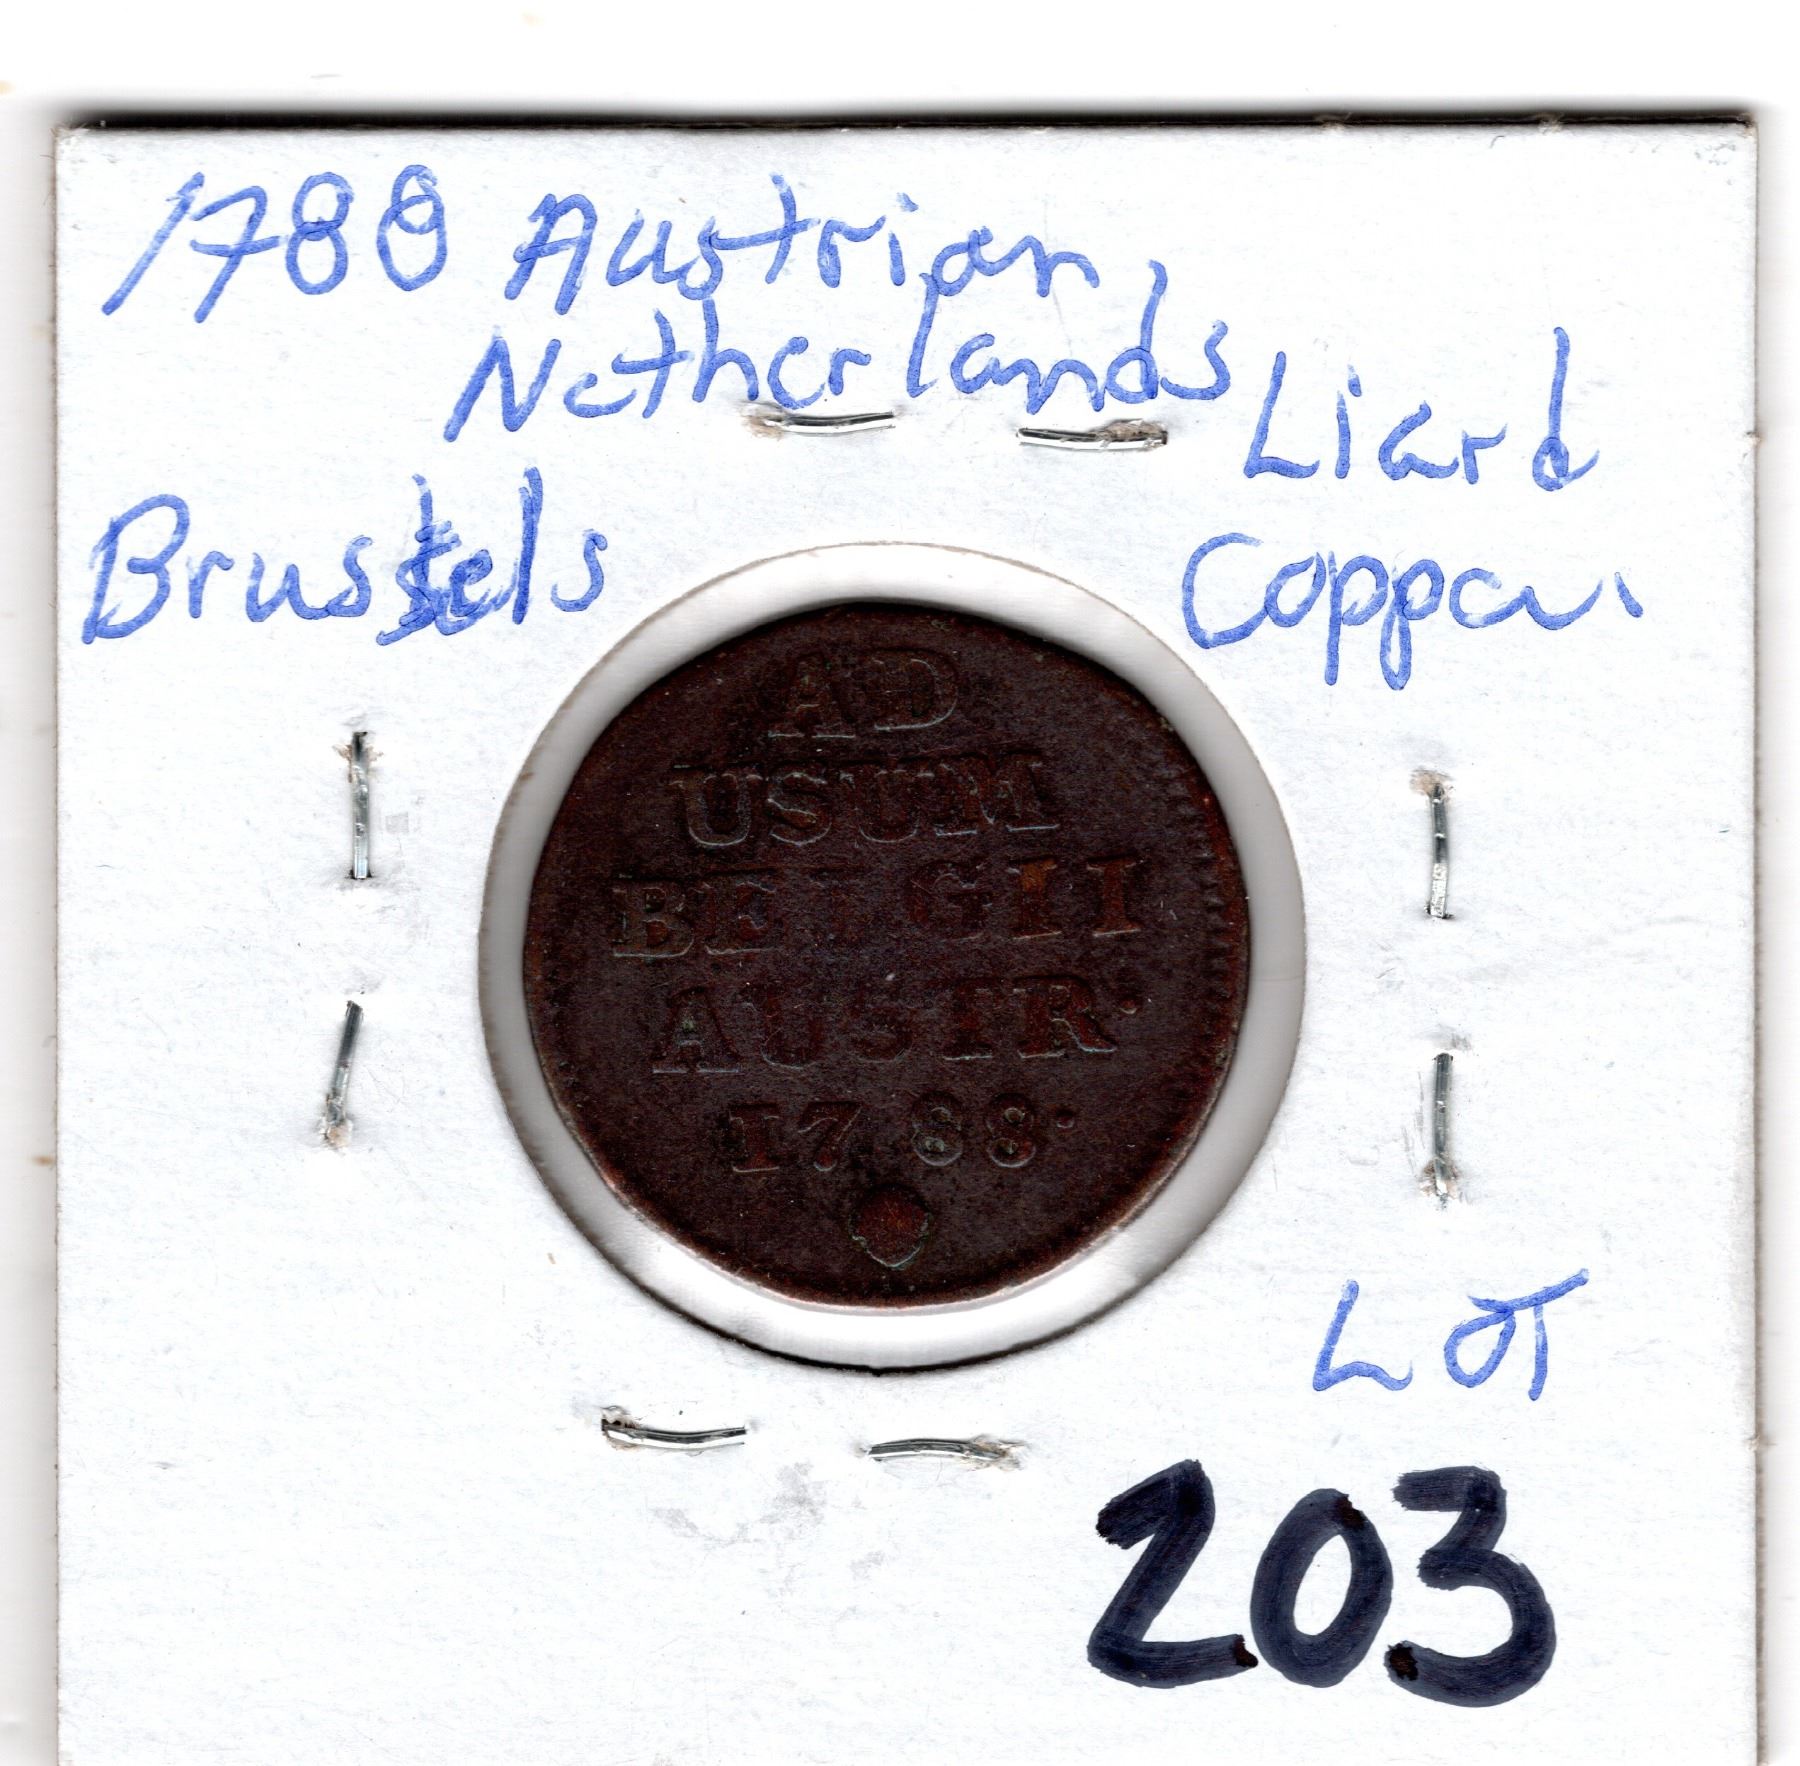 1788 Austrian
Netherlands
Liard
Brussels
Copper
AD
USUM
BELGII
AUSTR·
1788·
LOT
203